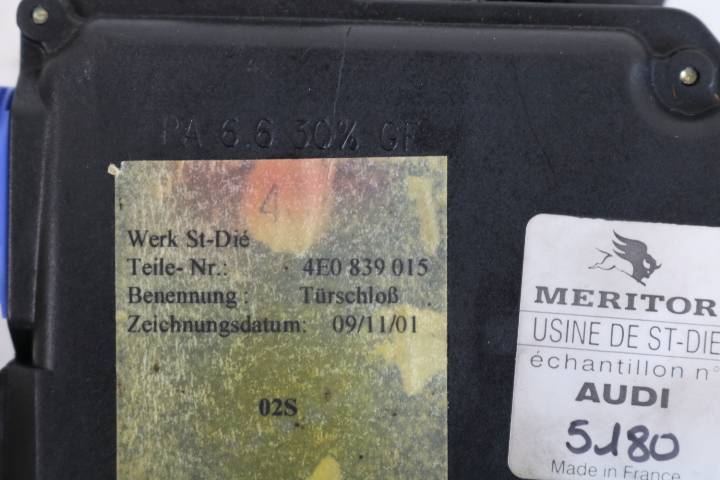 PA 6.6 30% GF
4
Werk St-Dié
Teile- Nr.: 4E0 839 015
Benennung : Türschloß
Zeichnungsdatum: 09/11/01
02S
MERITOR
USINE DE ST-DIE
échantillon n°
AUDI
5180
Made in France